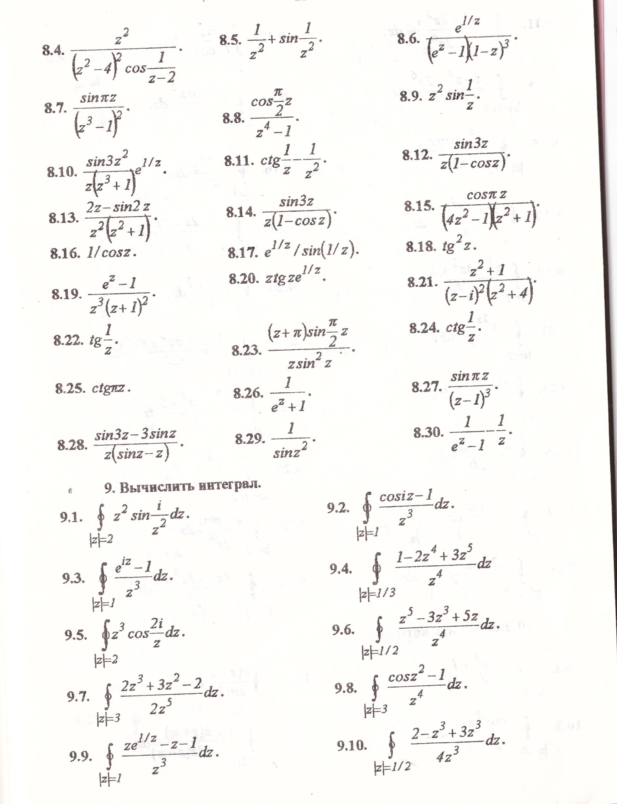 8.4. z^2/((z^2-4)^2 cos 1/(z-2)). 8.5. 1/z^2 + sin 1/z^2. 8.6. e^{1/z}/((e^z-1)(1-z)^3).
8.7. sinπz/(z^3-1)^2. 8.8. cos(π/2)z/(z^4-1). 8.9. z^2 sin 1/z.
8.10. sin3z^2/(z(z^3+1)) e^{1/z}. 8.11. ctg 1/z - 1/z^2. 8.12. sin3z/(z(1-cosz)).
8.13. (2z-sin2z)/(z^2(z^2+1)). 8.14. sin3z/(z(1-cosz)). 8.15. cosπz/((4z^2-1)(z^2+1)).
8.16. 1/cosz. 8.17. e^{1/z}/sin(1/z). 8.18. tg^2 z.
8.19. (e^z-1)/(z^3(z+1)^2). 8.20. ztgze^{1/z}. 8.21. (z^2+1)/((z-i)^2(z^2+4)).
8.22. tg 1/z. 8.23. (z+π)sin(π/2)z/(zsin^2 z). 8.24. ctg 1/z.
8.25. ctgπz. 8.26. 1/(e^z+1). 8.27. sinπz/(z-1)^3.
8.28. (sin3z-3sinz)/(z(sinz-z)). 8.29. 1/sinz^2. 8.30. 1/(e^z-1) - 1/z.
9. Вычислить интеграл.
9.1. ∮_{|z|=2} z^2 sin i/z^2 dz. 9.2. ∮_{|z|=1} (cosiz-1)/z^3 dz.
9.3. ∮_{|z|=1} (e^{iz}-1)/z^3 dz. 9.4. ∮_{|z|=1/3} (1-2z^4+3z^5)/z^4 dz
9.5. ∮_{|z|=2} z^3 cos 2i/z dz. 9.6. ∮_{|z|=1/2} (z^5-3z^3+5z)/z^4 dz.
9.7. ∮_{|z|=3} (2z^3+3z^2-2)/(2z^5) dz. 9.8. ∮_{|z|=3} (cosz^2-1)/z^4 dz.
9.9. ∮_{|z|=1} (ze^{1/z}-z-1)/z^3 dz. 9.10. ∮_{|z|=1/2} (2-z^3+3z^3)/(4z^3) dz.